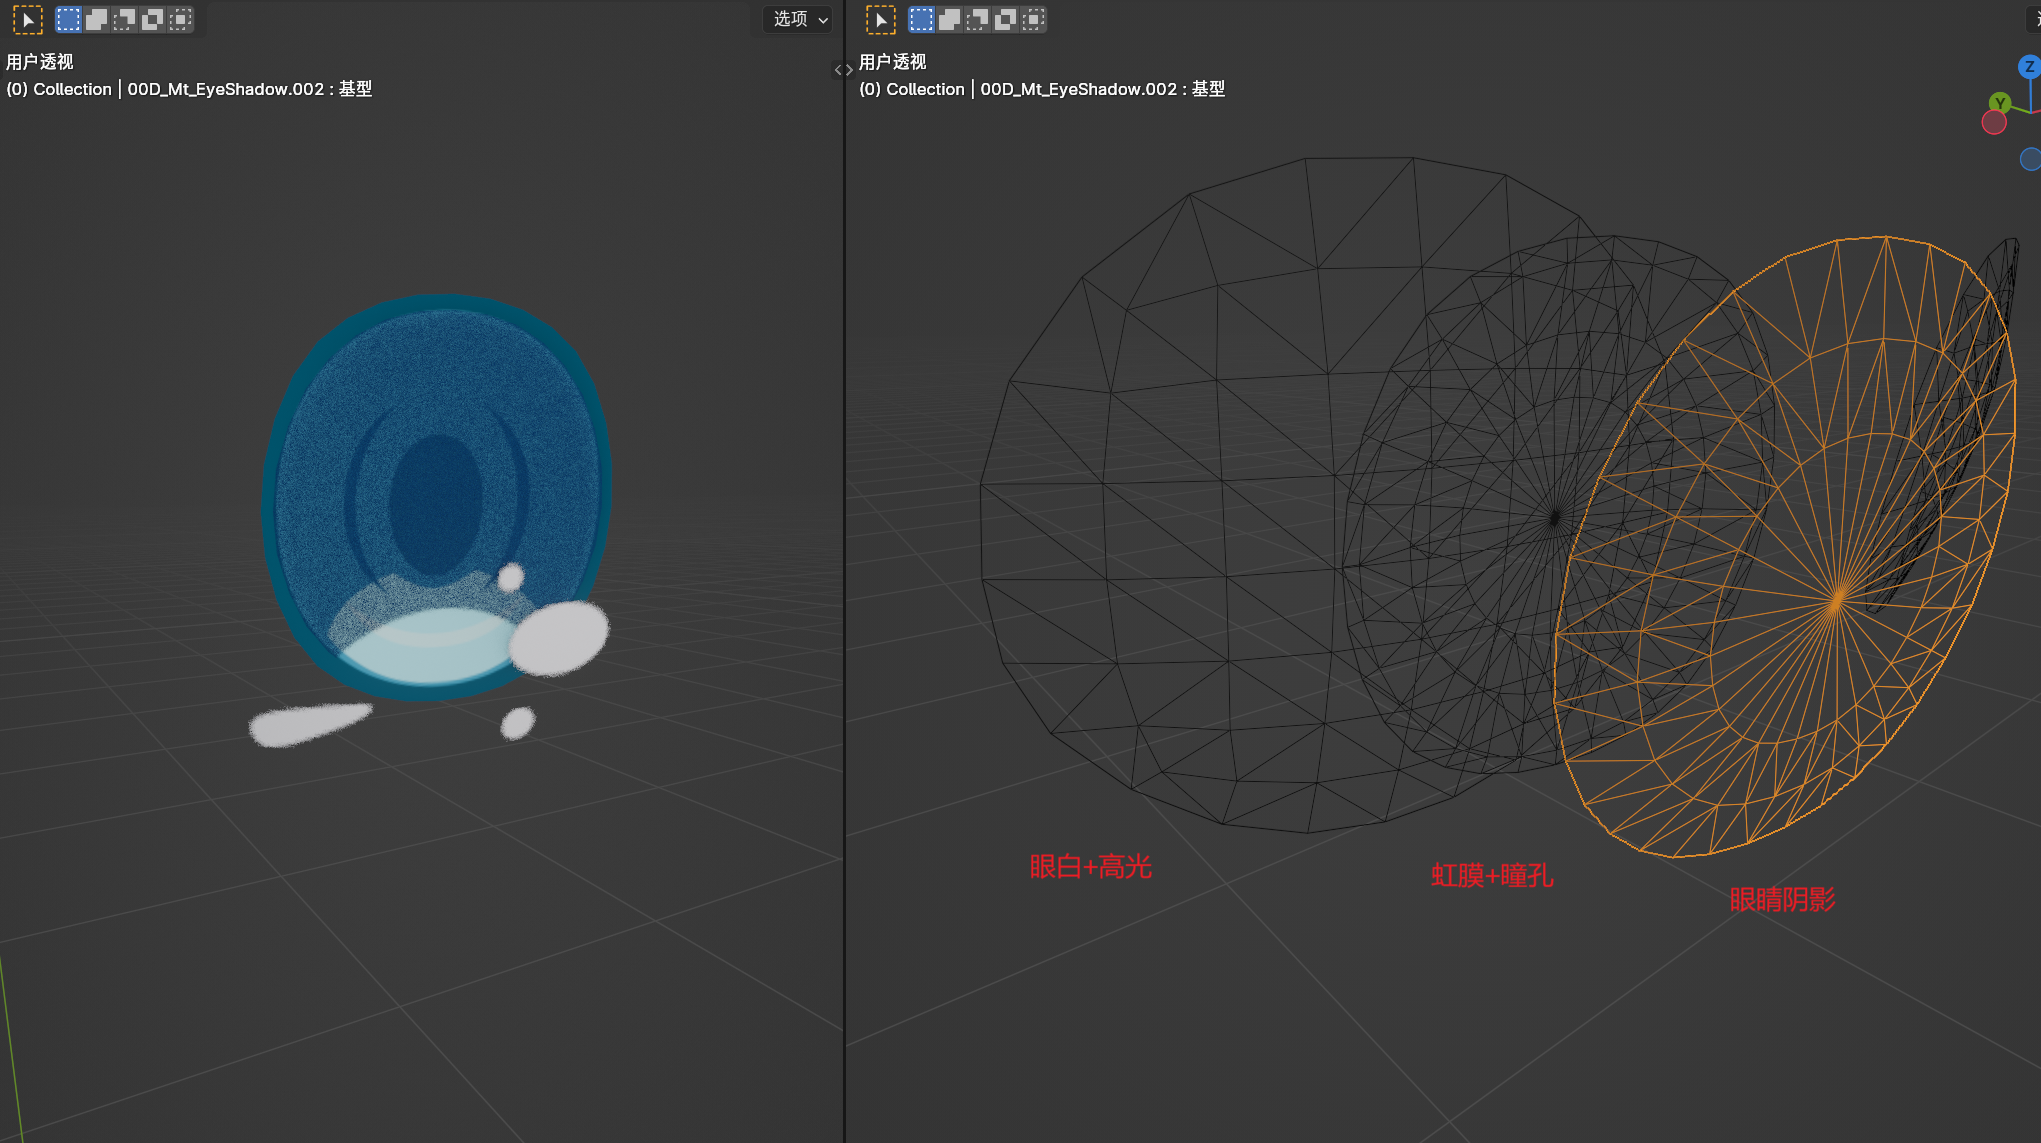 选项
用户透视
(0) Collection | 00D_Mt_EyeShadow.002 : 基型
用户透视
(0) Collection | 00D_Mt_EyeShadow.002 : 基型
Z
Y
眼白+高光
虹膜+瞳孔
眼睛阴影